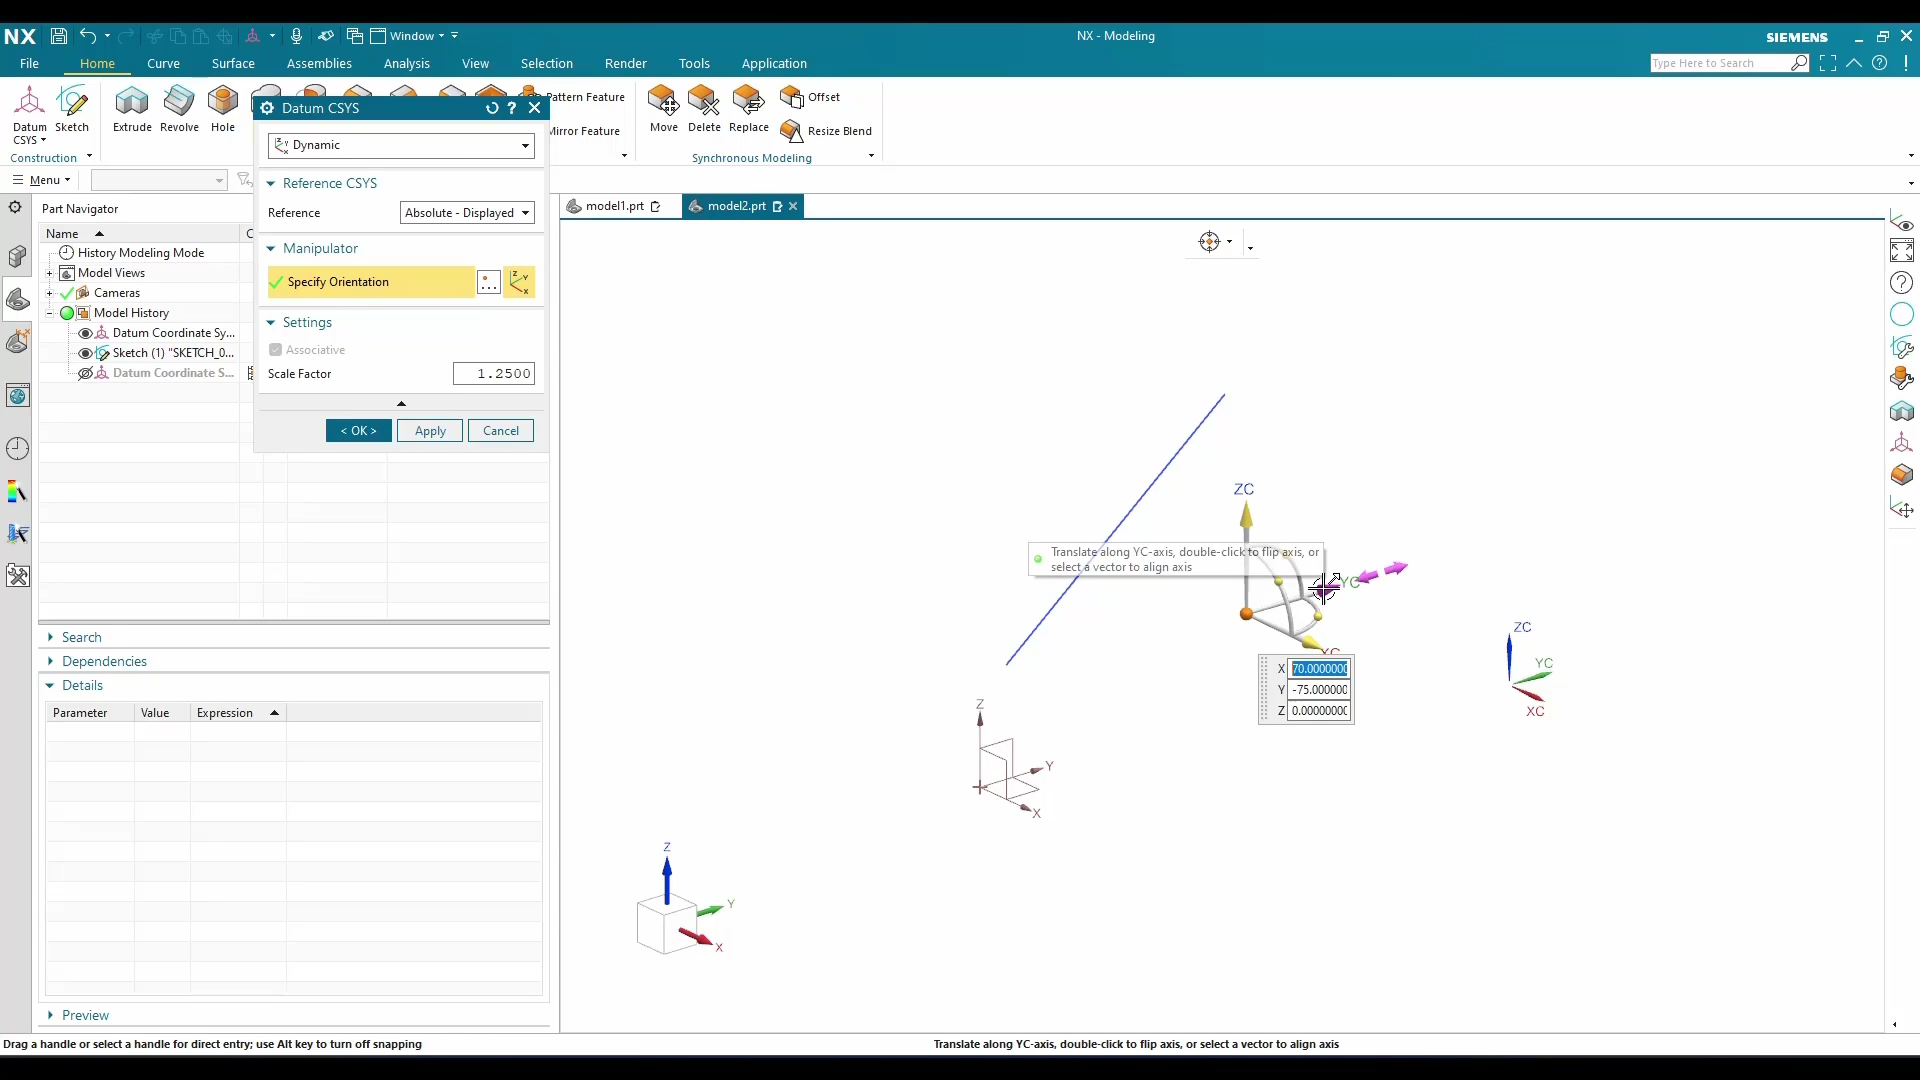 NX
Window
NX - Modeling
SIEMENS
File
Home
Curve
Surface
Assemblies
Analysis
View
Selection
Render
Tools
Application
Type Here to Search
Datum
CSYS
Sketch
Extrude
Revolve
Hole
Pattern Feature
Mirror Feature
Move
Delete
Replace
Offset
Resize Blend
Construction
Synchronous Modeling
Menu
Datum CSYS
Dynamic
Reference CSYS
Reference
Absolute - Displayed
Manipulator
Specify Orientation
Settings
Associative
Scale Factor
1.2500
< OK >
Apply
Cancel
Part Navigator
Name
C
History Modeling Mode
Model Views
Cameras
Model History
Datum Coordinate Sy...
Sketch (1) "SKETCH_0...
Datum Coordinate S...
Search
Dependencies
Details
Parameter
Value
Expression
Preview
model1.prt
model2.prt
ZC
Translate along YC-axis, double-click to flip axis, or
select a vector to align axis
YC
XC
X 70.0000000
Y -75.000000
Z 0.00000000
ZC
YC
XC
Z
Y
X
Z
Y
X
Drag a handle or select a handle for direct entry; use Alt key to turn off snapping
Translate along YC-axis, double-click to flip axis, or select a vector to align axis